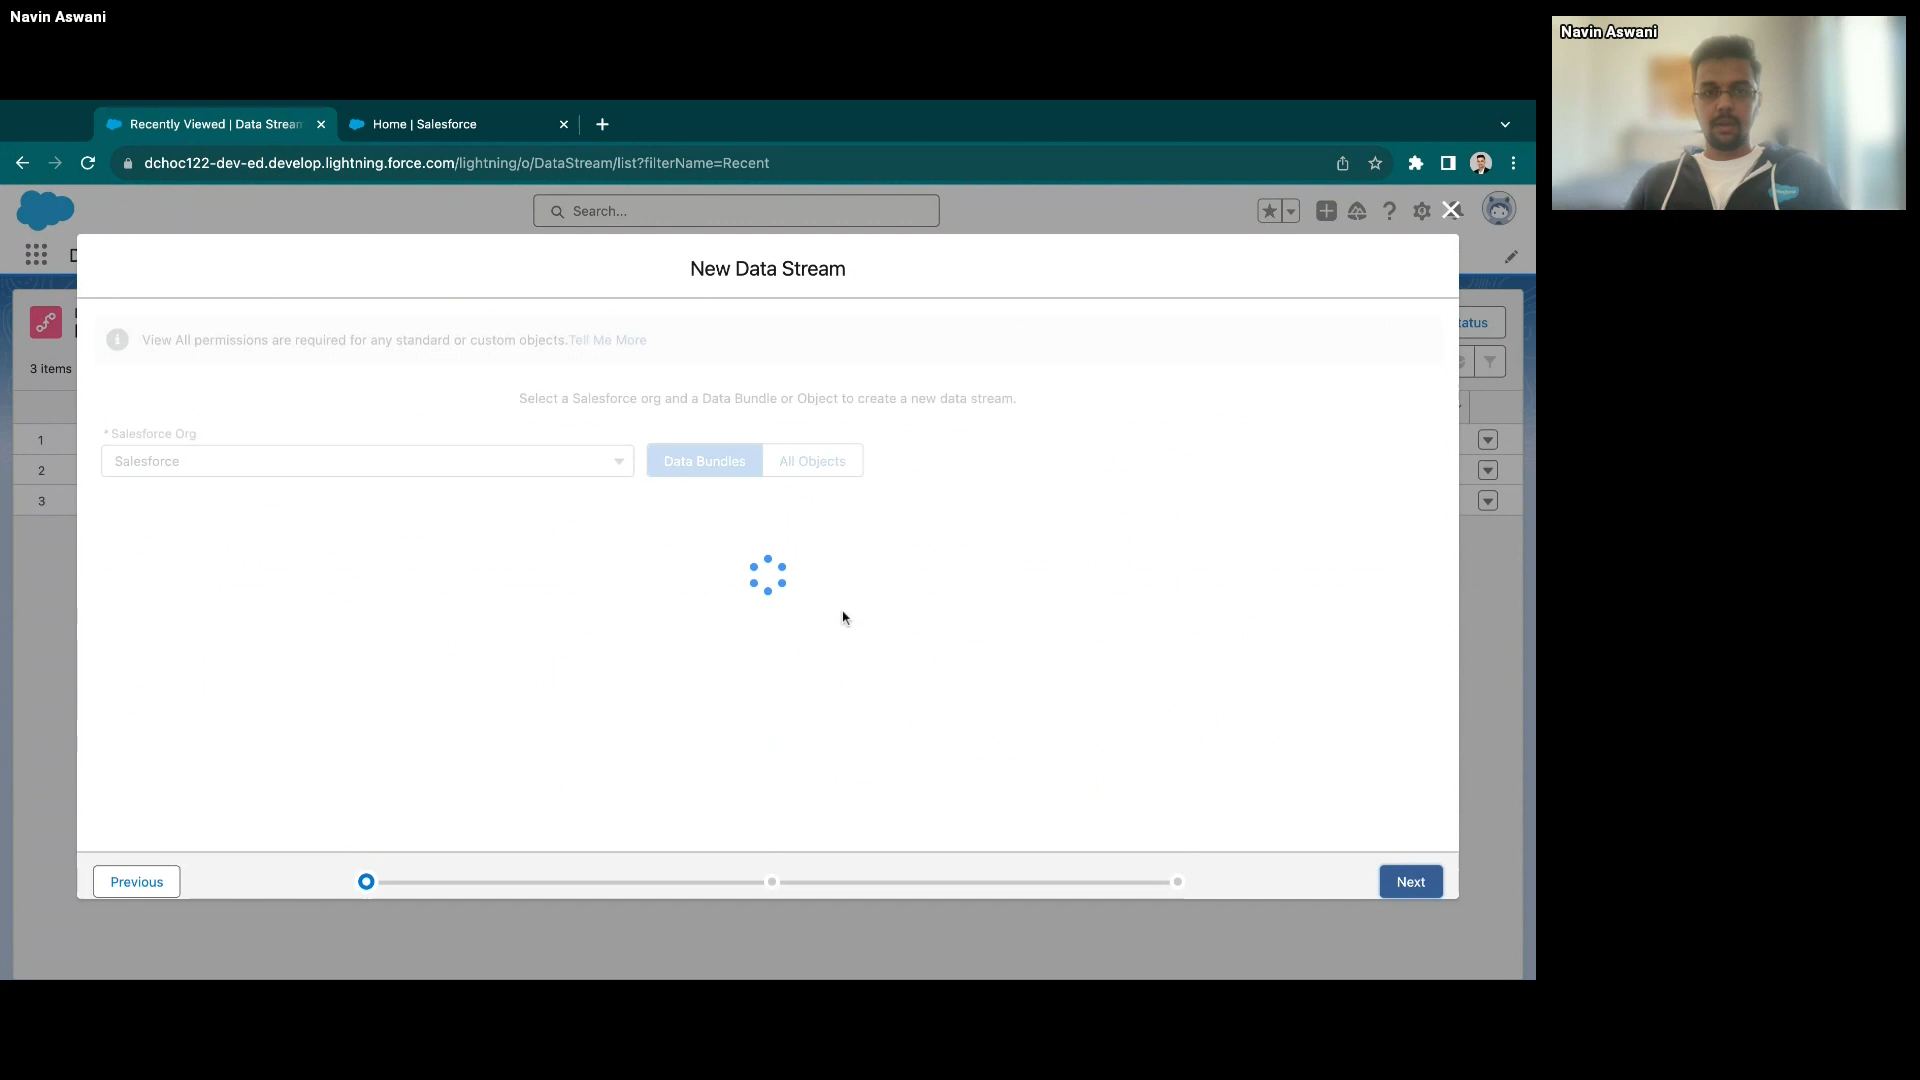 Navin Aswani
Navin Aswani
Recently Viewed | Data Stream
Home | Salesforce
dchoc122-dev-ed.develop.lightning.force.com/lightning/o/DataStream/list?filterName=Recent
Search...
New Data Stream
View All permissions are required for any standard or custom objects.Tell Me More
tatus
3 items
Select a Salesforce org and a Data Bundle or Object to create a new data stream.
* Salesforce Org
Salesforce
Data Bundles
All Objects
1
2
3
Previous
Next